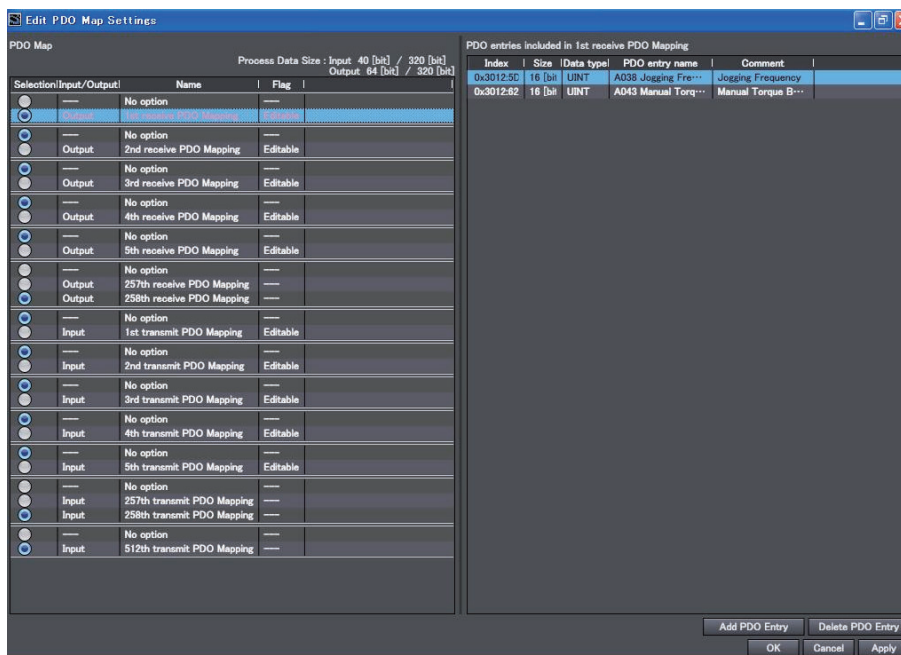 Edit PDO Map Settings
PDO Map
Process Data Size : Input 40 [bit] / 320 [bit]
Output 64 [bit] / 320 [bit]
Selection Input/Output Name Flag
--- No option ---
Output 1st receive PDO Mapping Editable
--- No option ---
Output 2nd receive PDO Mapping Editable
--- No option ---
Output 3rd receive PDO Mapping Editable
--- No option ---
Output 4th receive PDO Mapping Editable
--- No option ---
Output 5th receive PDO Mapping Editable
--- No option ---
Output 257th receive PDO Mapping ---
Output 258th receive PDO Mapping ---
--- No option ---
Input 1st transmit PDO Mapping Editable
--- No option ---
Input 2nd transmit PDO Mapping Editable
--- No option ---
Input 3rd transmit PDO Mapping Editable
--- No option ---
Input 4th transmit PDO Mapping Editable
--- No option ---
Input 5th transmit PDO Mapping Editable
--- No option ---
Input 257th transmit PDO Mapping ---
Input 258th transmit PDO Mapping ---
--- No option ---
Input 512th transmit PDO Mapping ---
PDO entries included in 1st receive PDO Mapping
Index Size Data type PDO entry name Comment
0x3012:5D 16 [bit UINT A038 Jogging Fre··· Jogging Frequency
0x3012:62 16 [bit UINT A043 Manual Torq··· Manual Torque B···
Add PDO Entry Delete PDO Entry
OK Cancel Apply